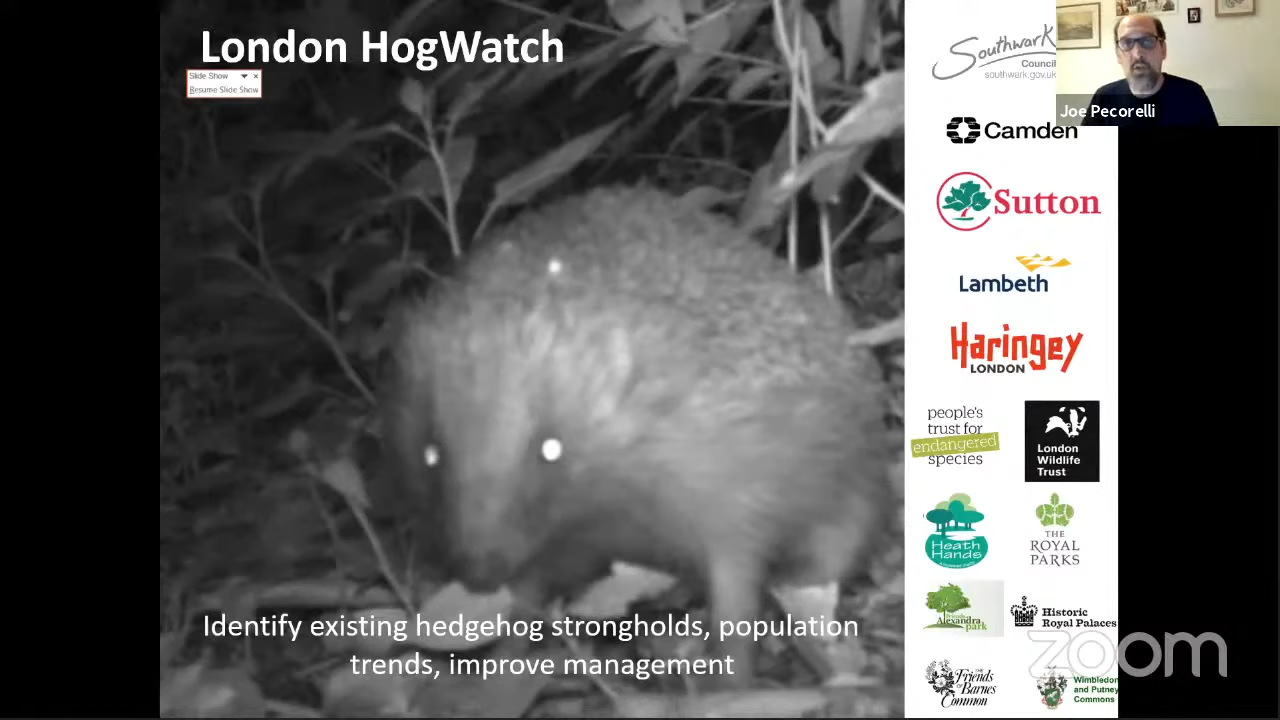 London HogWatch
Slide Show
Resume Slide Show
Identify existing hedgehog strongholds, population
trends, improve management
Southwark
Council
southwark.gov.uk
Joe Pecorelli
Camden
Sutton
Lambeth
Haringey
LONDON
people's
trust for
endangered
species
London
Wildlife
Trust
Heath
Hands
THE
ROYAL
PARKS
Alexandra
park
Historic
Royal Palaces
zoom
Friends
of Barnes
Common
Wimbledon
and Putney
Commons